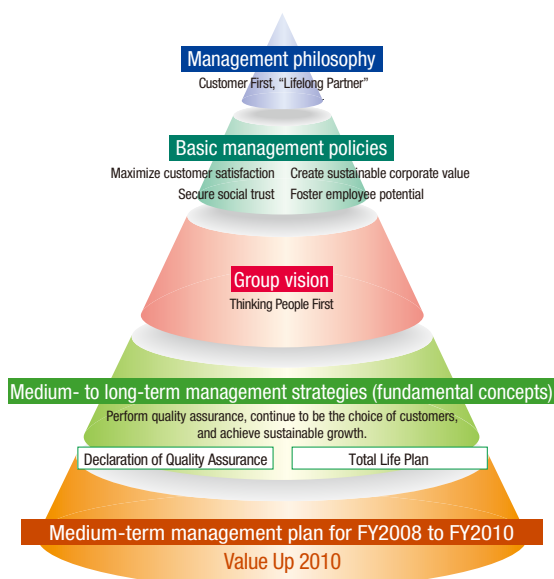 Management philosophy
Customer First, “Lifelong Partner”
Basic management policies
Maximize customer satisfaction Create sustainable corporate value
Secure social trust Foster employee potential
Group vision
Thinking People First
Medium- to long-term management strategies (fundamental concepts)
Perform quality assurance, continue to be the choice of customers,
and achieve sustainable growth.
Declaration of Quality Assurance Total Life Plan
Medium-term management plan for FY2008 to FY2010
Value Up 2010